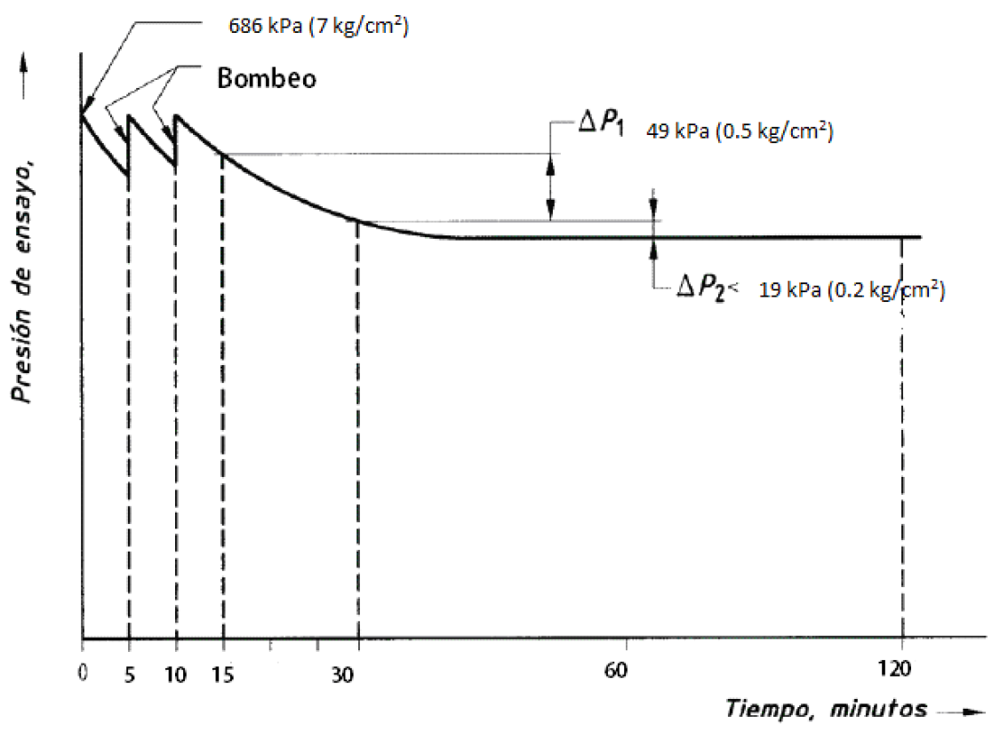 686 kPa (7 kg/cm²)
Bombeo
ΔP₁ 49 kPa (0.5 kg/cm²)
ΔP₂< 19 kPa (0.2 kg/cm²)
Presión de ensayo,
0 5 10 15 30 60 120
Tiempo, minutos